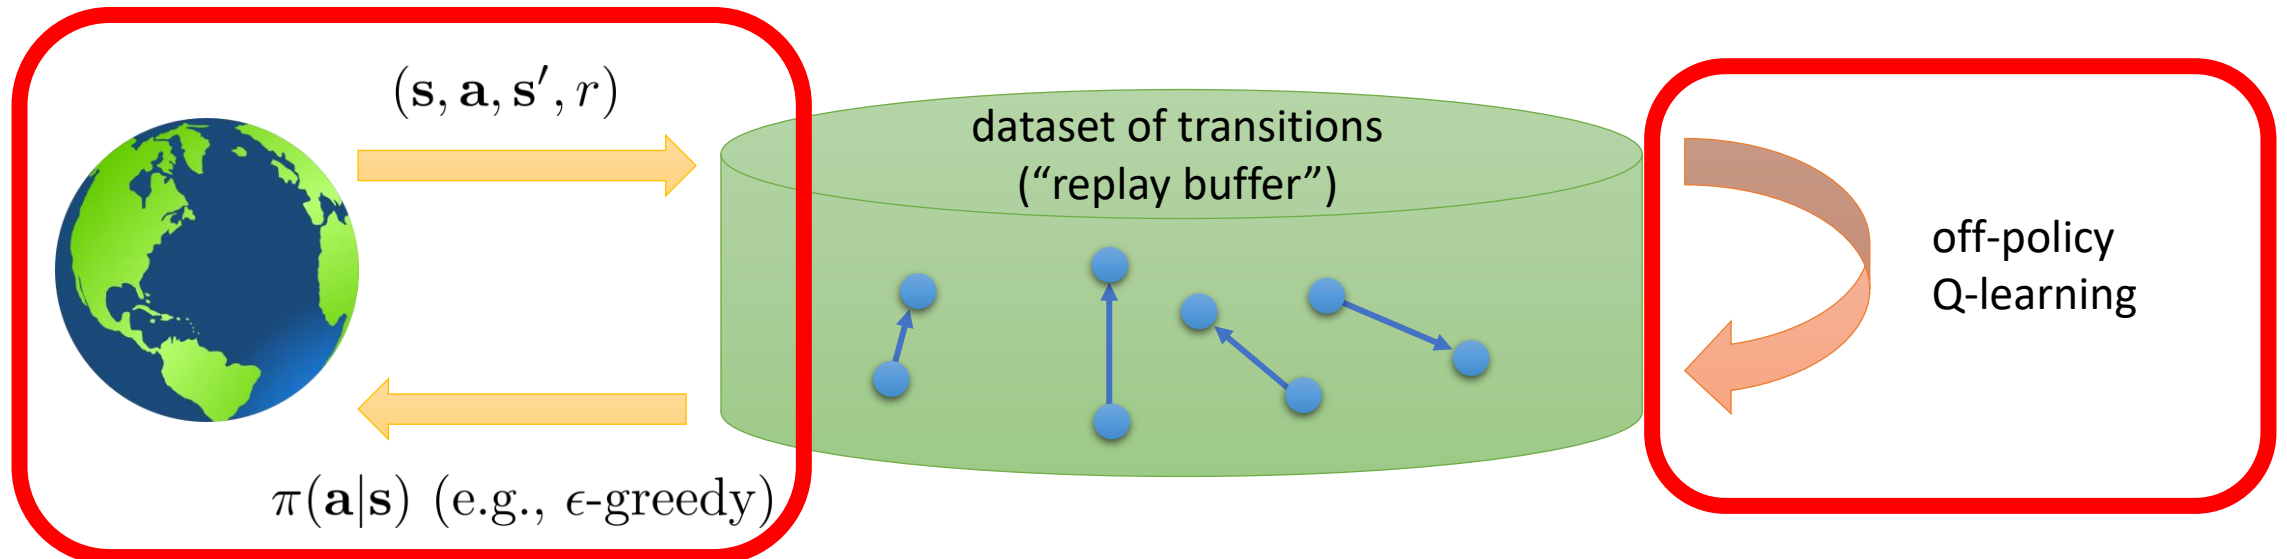 (s, a, s′, r)
dataset of transitions
(“replay buffer”)
off-policy
Q-learning
π(a|s) (e.g., ϵ-greedy)